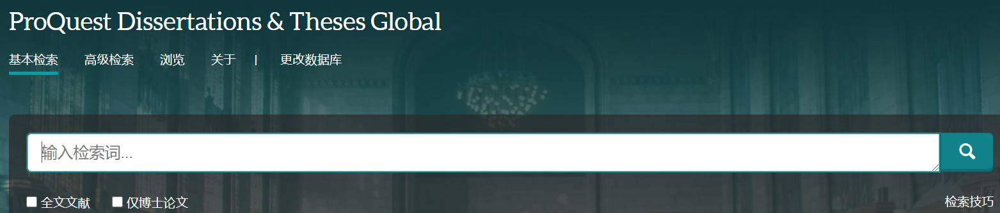 ProQuest Dissertations & Theses Global
基本检索 高级检索 浏览 关于 | 更改数据库
输入检索词...
全文文献 仅博士论文 检索技巧